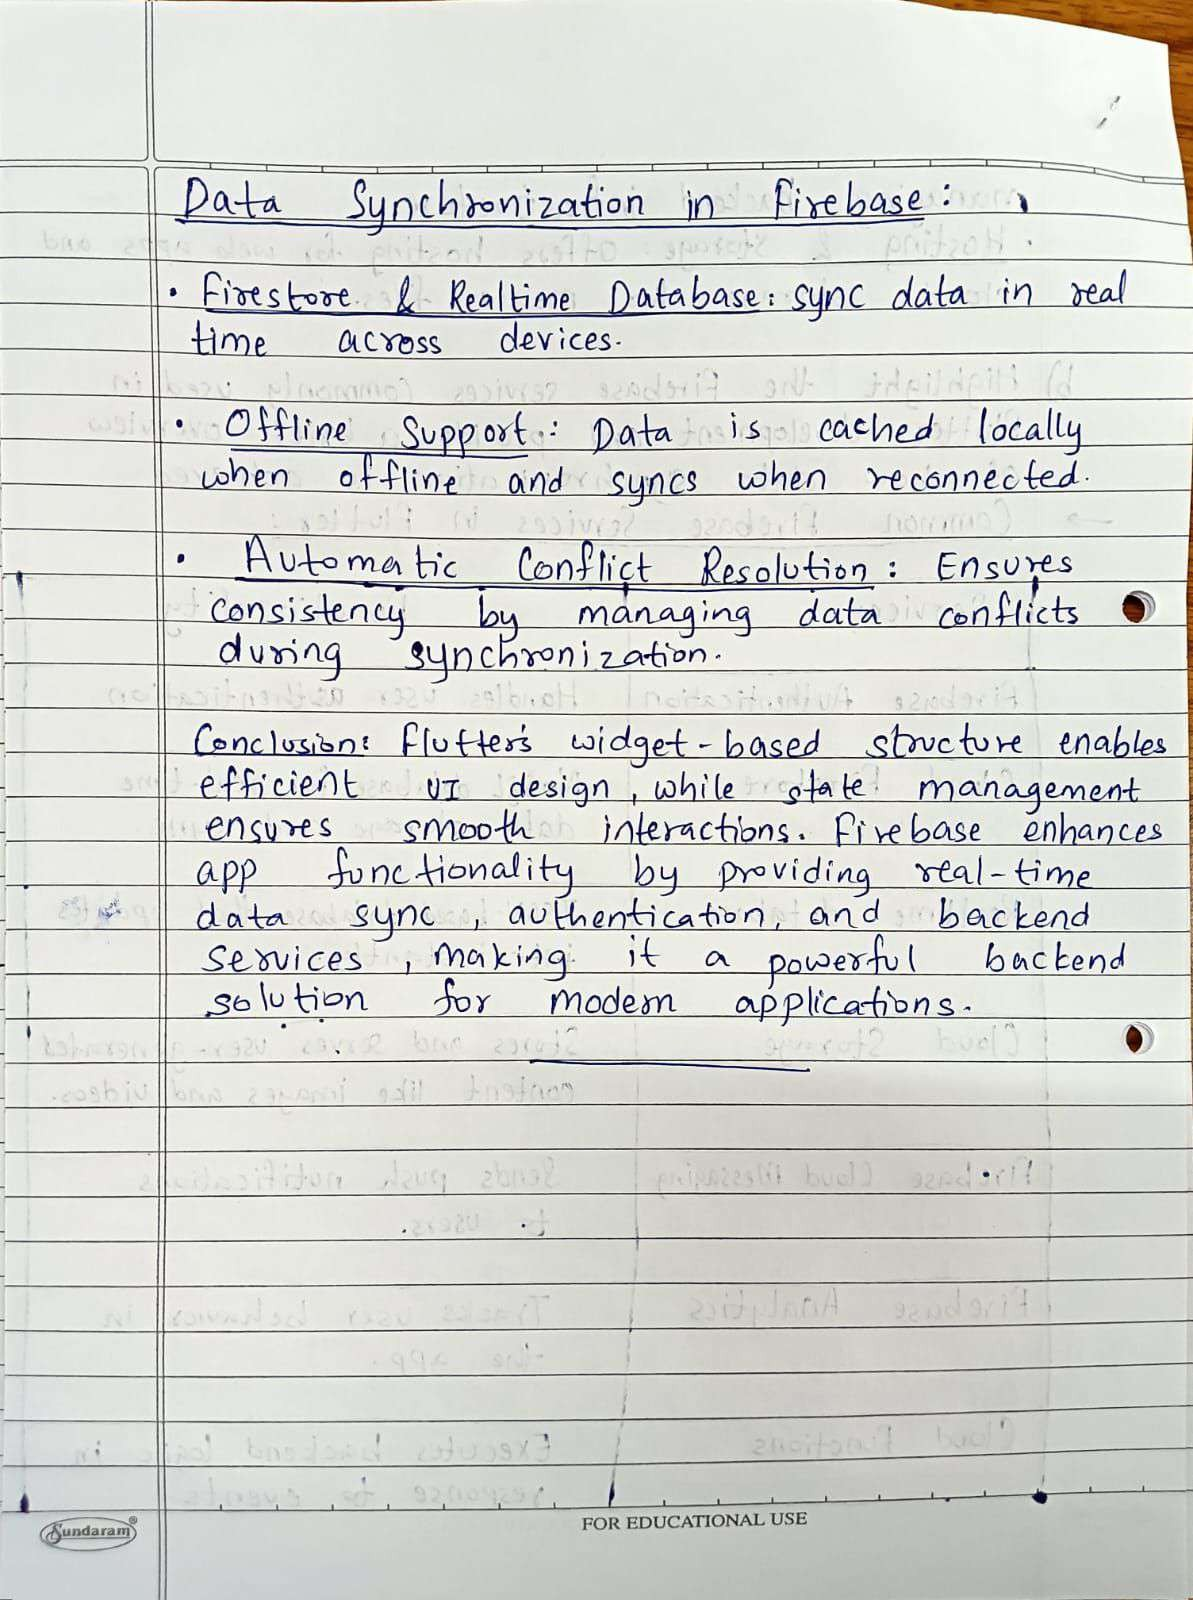 Data Synchronization in Firebase:
• Firestore & Realtime Database: sync data in real
time across devices.
• Offline Support: Data is cached locally
when offline and syncs when reconnected.
• Automatic Conflict Resolution: Ensures
consistency by managing data conflicts
during synchronization.
Conclusion: Flutter's widget-based structure enables
efficient UI design, while state management
ensures smooth interactions. Firebase enhances
app functionality by providing real-time
data sync, authentication, and backend
services, making it a powerful backend
solution for modern applications.
Sundaram®
FOR EDUCATIONAL USE